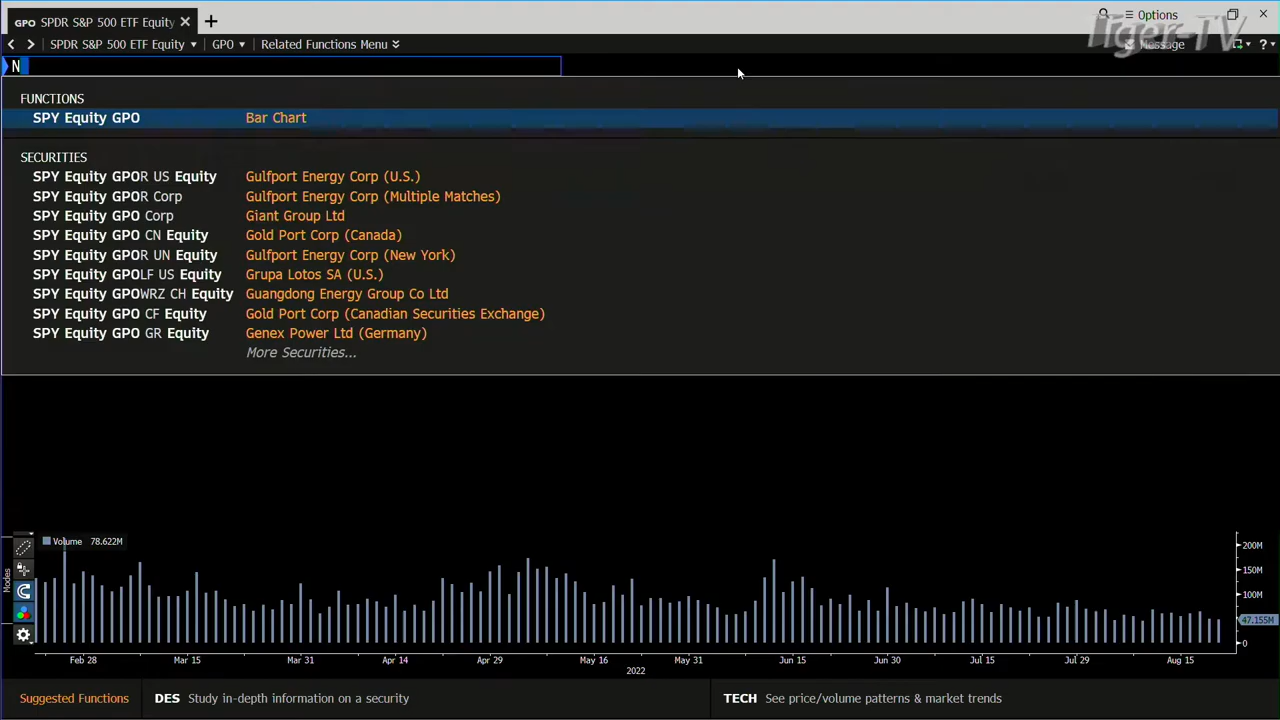 GPO SPDR S&P 500 ETF Equity
Options
Tiger-TV
SPDR S&P 500 ETF Equity GPO Related Functions Menu
Message
?
N
FUNCTIONS
SPY Equity GPO Bar Chart
SECURITIES
SPY Equity GPOR US Equity Gulfport Energy Corp (U.S.)
SPY Equity GPOR Corp Gulfport Energy Corp (Multiple Matches)
SPY Equity GPO Corp Giant Group Ltd
SPY Equity GPO CN Equity Gold Port Corp (Canada)
SPY Equity GPOR UN Equity Gulfport Energy Corp (New York)
SPY Equity GPOLF US Equity Grupa Lotos SA (U.S.)
SPY Equity GPOWRZ CH Equity Guangdong Energy Group Co Ltd
SPY Equity GPO CF Equity Gold Port Corp (Canadian Securities Exchange)
SPY Equity GPO GR Equity Genex Power Ltd (Germany)
More Securities...
Volume 78.622M
200M
150M
100M
47.155M
0
Modes
Feb 28 Mar 15 Mar 31 Apr 14 Apr 29 May 16 May 31 Jun 15 Jun 30 Jul 15 Jul 29 Aug 15
2022
Suggested Functions DES Study in-depth information on a security TECH See price/volume patterns & market trends